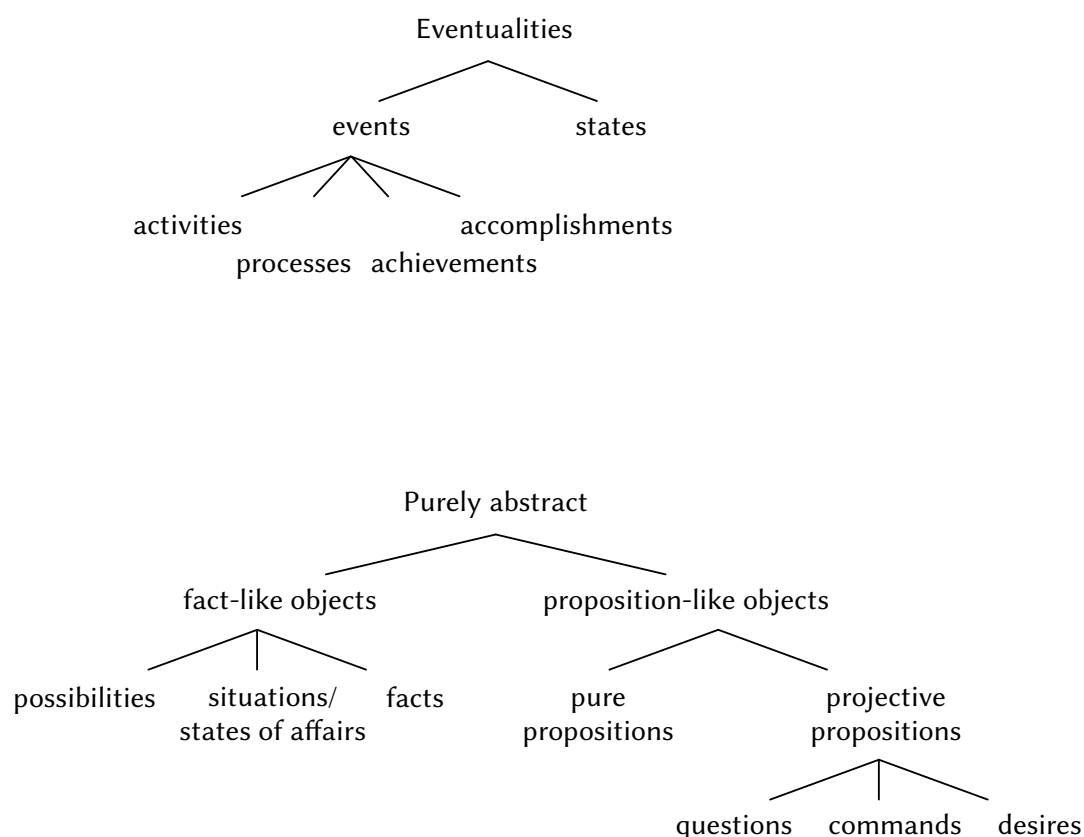 Eventualities
events states
activities accomplishments
processes achievements
Purely abstract
fact-like objects proposition-like objects
possibilities situations/ facts pure projective
states of affairs propositions propositions
questions commands desires